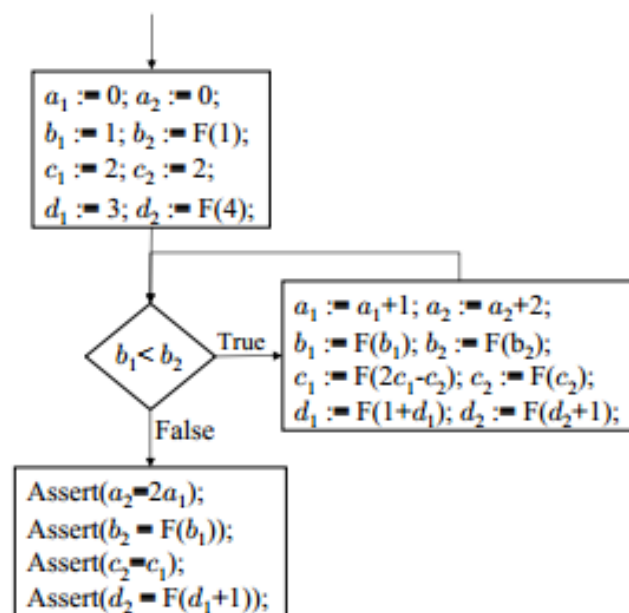 a₁ := 0; a₂ := 0;
b₁ := 1; b₂ := F(1);
c₁ := 2; c₂ := 2;
d₁ := 3; d₂ := F(4);
b₁< b₂
True
a₁ := a₁+1; a₂ := a₂+2;
b₁ := F(b₁); b₂ := F(b₂);
c₁ := F(2c₁-c₂); c₂ := F(c₂);
d₁ := F(1+d₁); d₂ := F(d₂+1);
False
Assert(a₂=2a₁);
Assert(b₂ = F(b₁));
Assert(c₂=c₁);
Assert(d₂ = F(d₁+1));